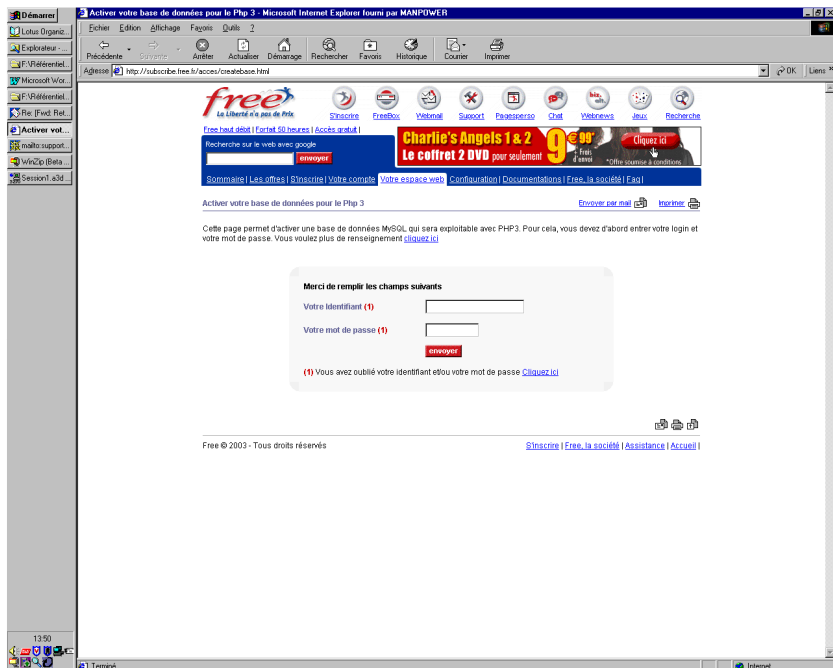 Démarrer
Lotus Organiz...
Explorateur - ...
F:\Référentiel...
Microsoft Wor...
F:\Référentiel...
Re: [Fwd: Ret...
Activer vot...
mailto:support...
WinZip (Beta ...
Session1.a3d ...
13:50
Activer votre base de données pour le Php 3 - Microsoft Internet Explorer fourni par MANPOWER
Fichier Edition Affichage Favoris Outils ?
Précédente Suivante Arrêter Actualiser Démarrage Rechercher Favoris Historique Courrier Imprimer
Adresse http://subscribe.free.fr/acces/createbase.html OK Liens »
free
La Liberté n'a pas de Prix
S'inscrire FreeBox Webmail Support Pagesperso Chat Webnews Jeux Recherche
Free haut débit | Forfait 50 heures | Accès gratuit |
Recherche sur le web avec google
envoyer
Charlie's Angels 1 & 2
Le coffret 2 DVD pour seulement
9 €99*
+ Frais d'envoi
Cliquez ici
*Offre soumise à conditions
Sommaire | Les offres | S'inscrire | Votre compte | Votre espace web | Configuration | Documentations | Free, la société | Faq |
Activer votre base de données pour le Php 3 Envoyer par mail Imprimer
Cette page permet d'activer une base de données MySQL qui sera exploitable avec PHP3. Pour cela, vous devez d'abord entrer votre login et
votre mot de passe. Vous voulez plus de renseignement cliquez ici
Merci de remplir les champs suivants
Votre Identifiant (1)
Votre mot de passe (1)
envoyer
(1) Vous avez oublié votre identifiant et/ou votre mot de passe Cliquez ici
Free © 2003 - Tous droits réservés S'inscrire | Free, la société | Assistance | Accueil |
Terminé Internet